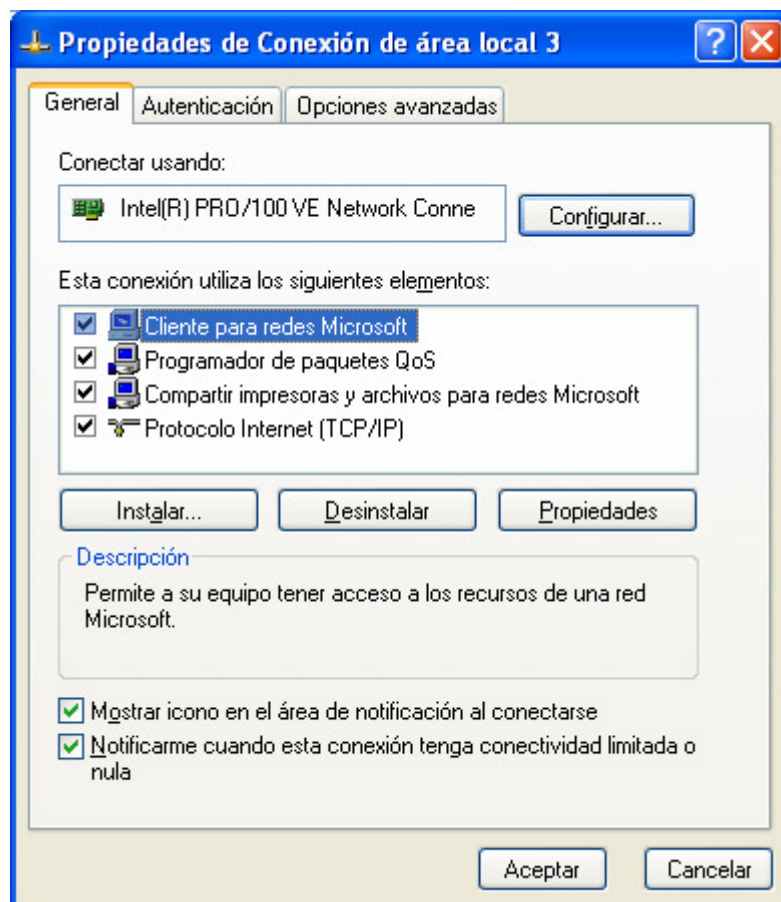 Propiedades de Conexión de área local 3
General
Autenticación
Opciones avanzadas
Conectar usando:
Intel(R) PRO/100 VE Network Conne
Configurar...
Esta conexión utiliza los siguientes elementos:
Cliente para redes Microsoft
Programador de paquetes QoS
Compartir impresoras y archivos para redes Microsoft
Protocolo Internet (TCP/IP)
Instalar...
Desinstalar
Propiedades
Descripción
Permite a su equipo tener acceso a los recursos de una red
Microsoft.
Mostrar icono en el área de notificación al conectarse
Notificarme cuando esta conexión tenga conectividad limitada o
nula
Aceptar
Cancelar